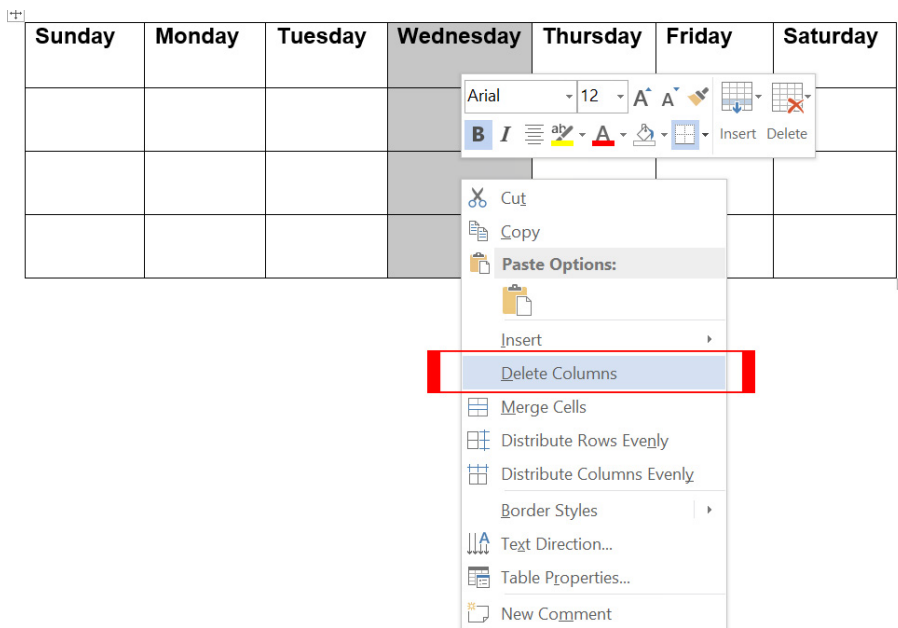 Sunday Monday Tuesday Wednesday Thursday Friday Saturday
Arial 12 A A
B I ab A Insert Delete
Cut
Copy
Paste Options:
Insert
Delete Columns
Merge Cells
Distribute Rows Evenly
Distribute Columns Evenly
Border Styles
Text Direction...
Table Properties...
New Comment